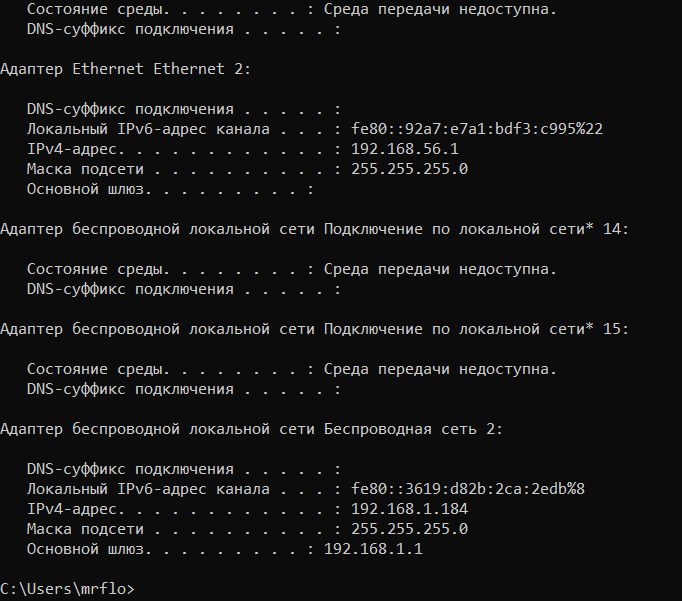 Состояние среды. . . . . . . . : Среда передачи недоступна.
   DNS-суффикс подключения . . . . . :
Адаптер Ethernet Ethernet 2:
   DNS-суффикс подключения . . . . . :
   Локальный IPv6-адрес канала . . . : fe80::92a7:e7a1:bdf3:c995%22
   IPv4-адрес. . . . . . . . . . . . : 192.168.56.1
   Маска подсети . . . . . . . . . . : 255.255.255.0
   Основной шлюз. . . . . . . . . :
Адаптер беспроводной локальной сети Подключение по локальной сети* 14:
   Состояние среды. . . . . . . . : Среда передачи недоступна.
   DNS-суффикс подключения . . . . . :
Адаптер беспроводной локальной сети Подключение по локальной сети* 15:
   Состояние среды. . . . . . . . : Среда передачи недоступна.
   DNS-суффикс подключения . . . . . :
Адаптер беспроводной локальной сети Беспроводная сеть 2:
   DNS-суффикс подключения . . . . . :
   Локальный IPv6-адрес канала . . . : fe80::3619:d82b:2ca:2edb%8
   IPv4-адрес. . . . . . . . . . . . : 192.168.1.184
   Маска подсети . . . . . . . . . . : 255.255.255.0
   Основной шлюз. . . . . . . . . : 192.168.1.1
C:\Users\mrflo>